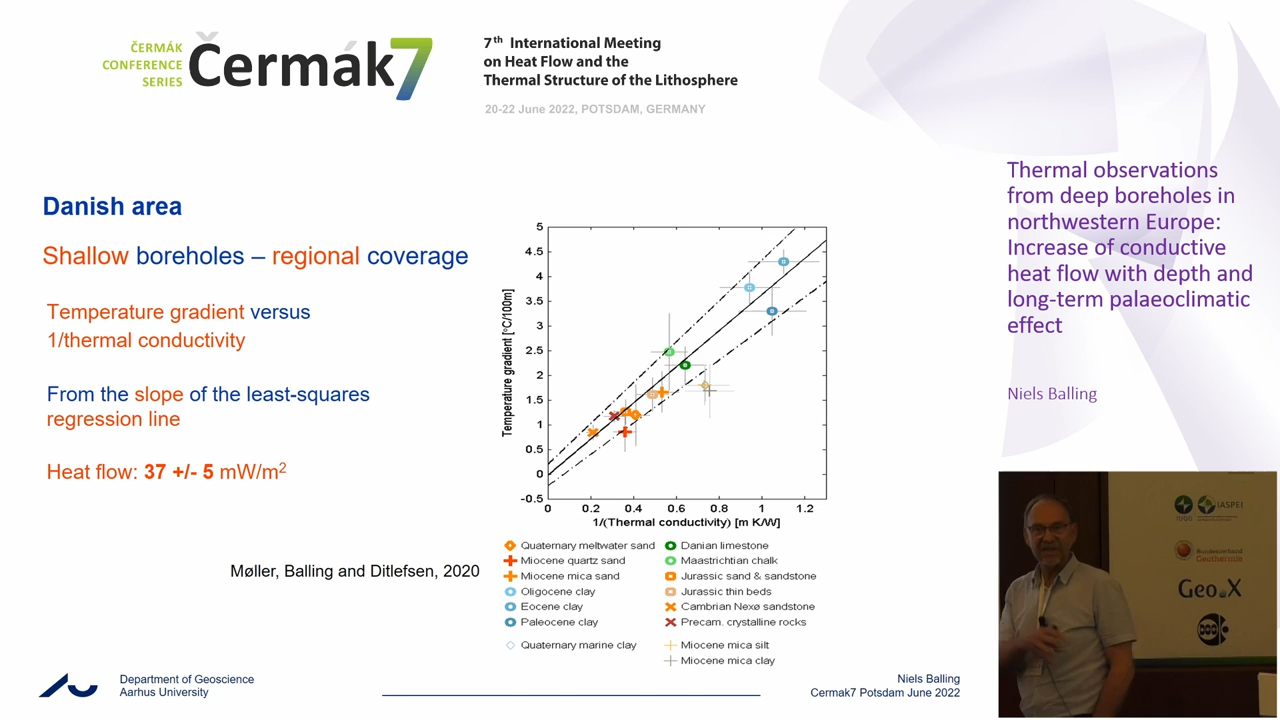 ČERMÁK
CONFERENCE
SERIES
Čermák7
7th International Meeting
on Heat Flow and the
Thermal Structure of the Lithosphere
20-22 June 2022, POTSDAM, GERMANY
Thermal observations
from deep boreholes in
northwestern Europe:
Increase of conductive
heat flow with depth and
long-term palaeoclimatic
effect
Niels Balling
Danish area
Shallow boreholes – regional coverage
Temperature gradient versus
1/thermal conductivity
From the slope of the least-squares
regression line
Heat flow: 37 +/- 5 mW/m2
Møller, Balling and Ditlefsen, 2020
Temperature gradient [°C/100m]
5
4.5
4
3.5
3
2.5
2
1.5
1
0.5
0
-0.5
0 0.2 0.4 0.6 0.8 1 1.2
1/(Thermal conductivity) [m K/W]
Quaternary meltwater sand
Miocene quartz sand
Miocene mica sand
Oligocene clay
Eocene clay
Paleocene clay
Quaternary marine clay
Danian limestone
Maastrichtian chalk
Jurassic sand & sandstone
Jurassic thin beds
Cambrian Nexø sandstone
Precam. crystalline rocks
Miocene mica silt
Miocene mica clay
Department of Geoscience
Aarhus University
Niels Balling
Cermak7 Potsdam June 2022
IUGG
IASPEI
Bundesverband
Geothermie
Geo.X